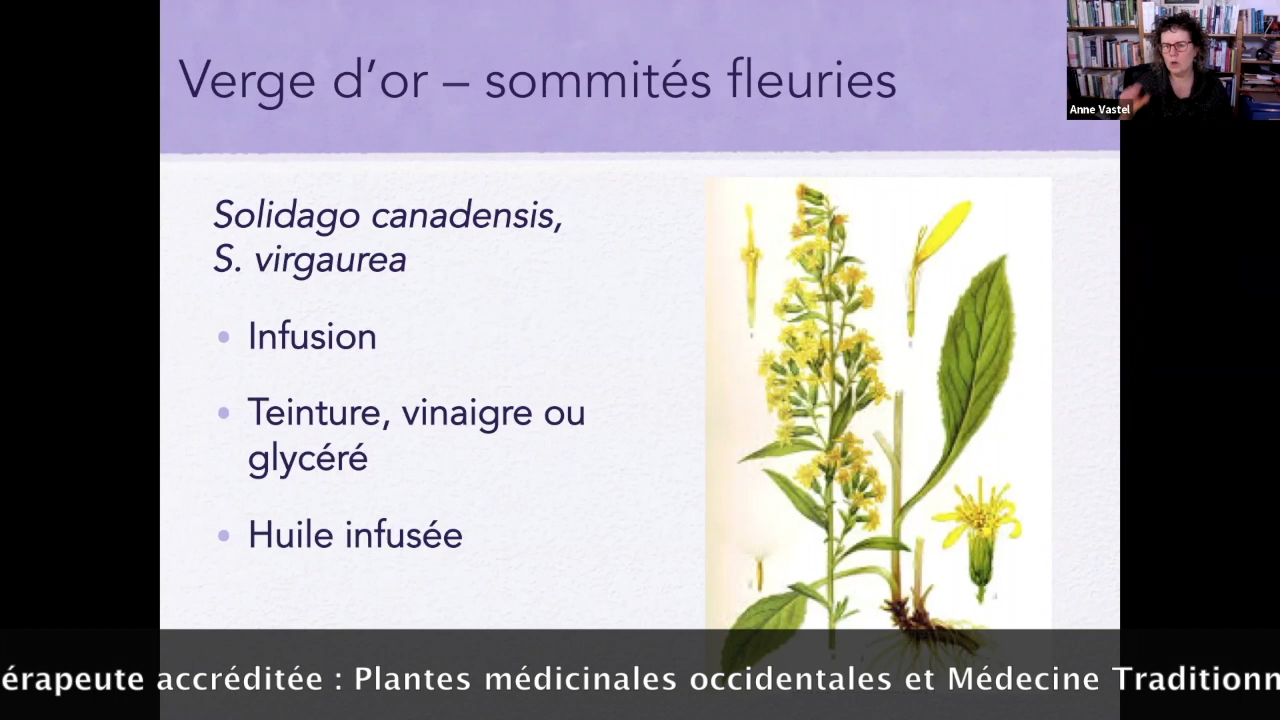 Verge d’or – sommités fleuries
Anne Vastel
Solidago canadensis,
S. virgaurea
• Infusion
• Teinture, vinaigre ou
glycéré
• Huile infusée
érapeute accréditée : Plantes médicinales occidentales et Médecine Traditionn